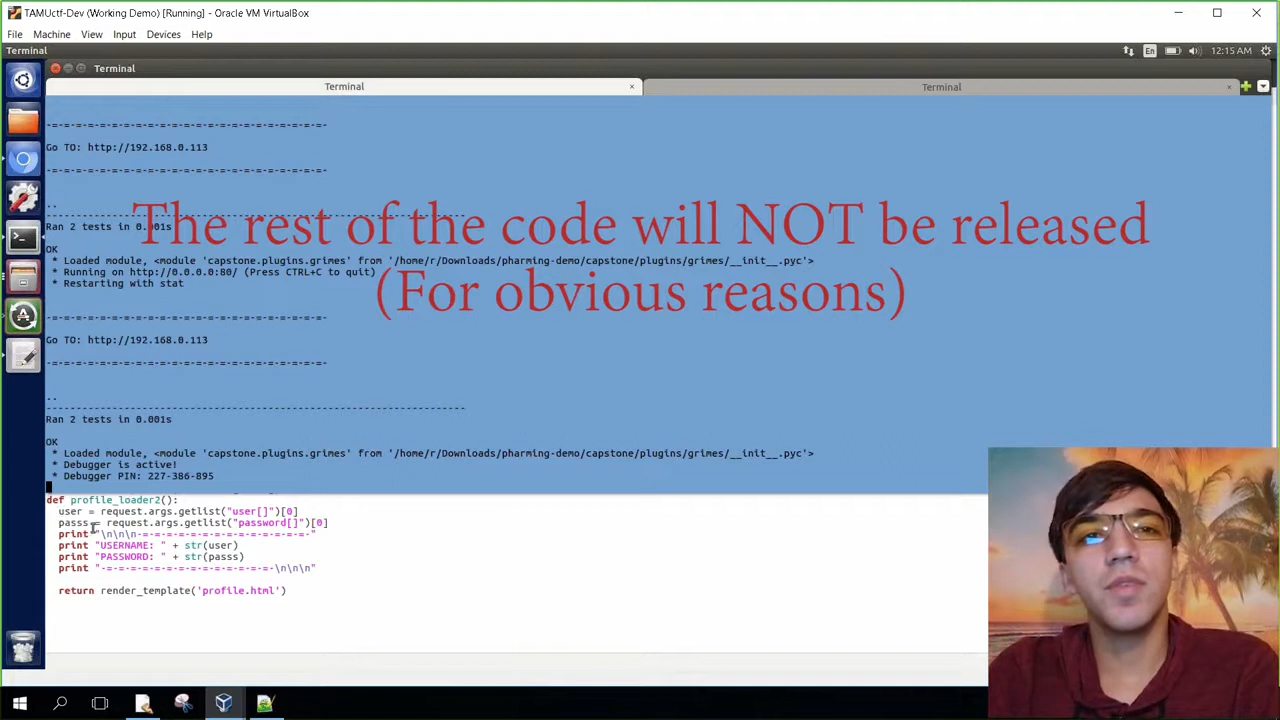 TAMUctf-Dev (Working Demo) [Running] - Oracle VM VirtualBox
File Machine View Input Devices Help
Terminal
En
12:15 AM
Terminal
Terminal
Terminal
-=-=-=-=-=-=-=-=-=-=-=-=-=-=-=-=-=-=-=-=-=-=-=-
Go TO: http://192.168.0.113
-=-=-=-=-=-=-=-=-=-=-=-=-=-=-=-=-=-=-=-=-=-=-=-
..
----------------------------------------------------------------------
Ran 2 tests in 0.001s
The rest of the code will NOT be released
OK
* Loaded module, <module 'capstone.plugins.grimes' from '/home/r/Downloads/pharming-demo/capstone/plugins/grimes/__init__.pyc'>
* Running on http://0.0.0.0:80/ (Press CTRL+C to quit)
* Restarting with stat
(For obvious reasons)
-=-=-=-=-=-=-=-=-=-=-=-=-=-=-=-=-=-=-=-=-=-=-=-
Go TO: http://192.168.0.113
-=-=-=-=-=-=-=-=-=-=-=-=-=-=-=-=-=-=-=-=-=-=-=-
..
----------------------------------------------------------------------
Ran 2 tests in 0.001s
OK
* Loaded module, <module 'capstone.plugins.grimes' from '/home/r/Downloads/pharming-demo/capstone/plugins/grimes/__init__.pyc'>
* Debugger is active!
* Debugger PIN: 227-386-895
def profile_loader2():
user = request.args.getlist("user[]")[0]
passs = request.args.getlist("password[]")[0]
print "\n\n\n-=-=-=-=-=-=-=-=-=-=-=-=-=-=-"
print "USERNAME: " + str(user)
print "PASSWORD: " + str(passs)
print "-=-=-=-=-=-=-=-=-=-=-=-=-=-=-\n\n\n"
return render_template('profile.html')